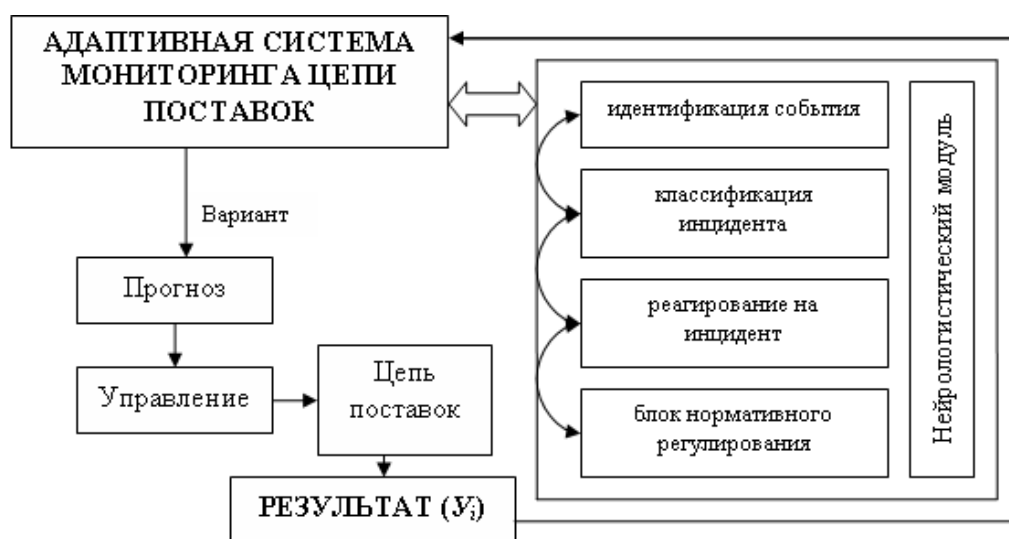 АДАПТИВНАЯ СИСТЕМА
МОНИТОРИНГА ЦЕПИ
ПОСТАВОК
Вариант
Прогноз
Управление
Цепь
поставок
РЕЗУЛЬТАТ (Уi)
идентификация события
классификация
инцидента
реагирование на
инцидент
блок нормативного
регулирования
Нейрологистический модуль